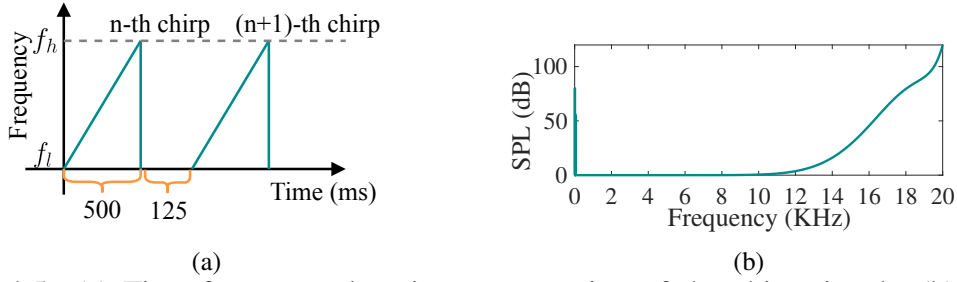 n-th chirp (n+1)-th chirp
f_h
Frequency
f_l
Time (ms)
500 125
(a)
SPL (dB)
100
50
0
0 2 4 6 8 10 12 14 16 18 20
Frequency (KHz)
(b)